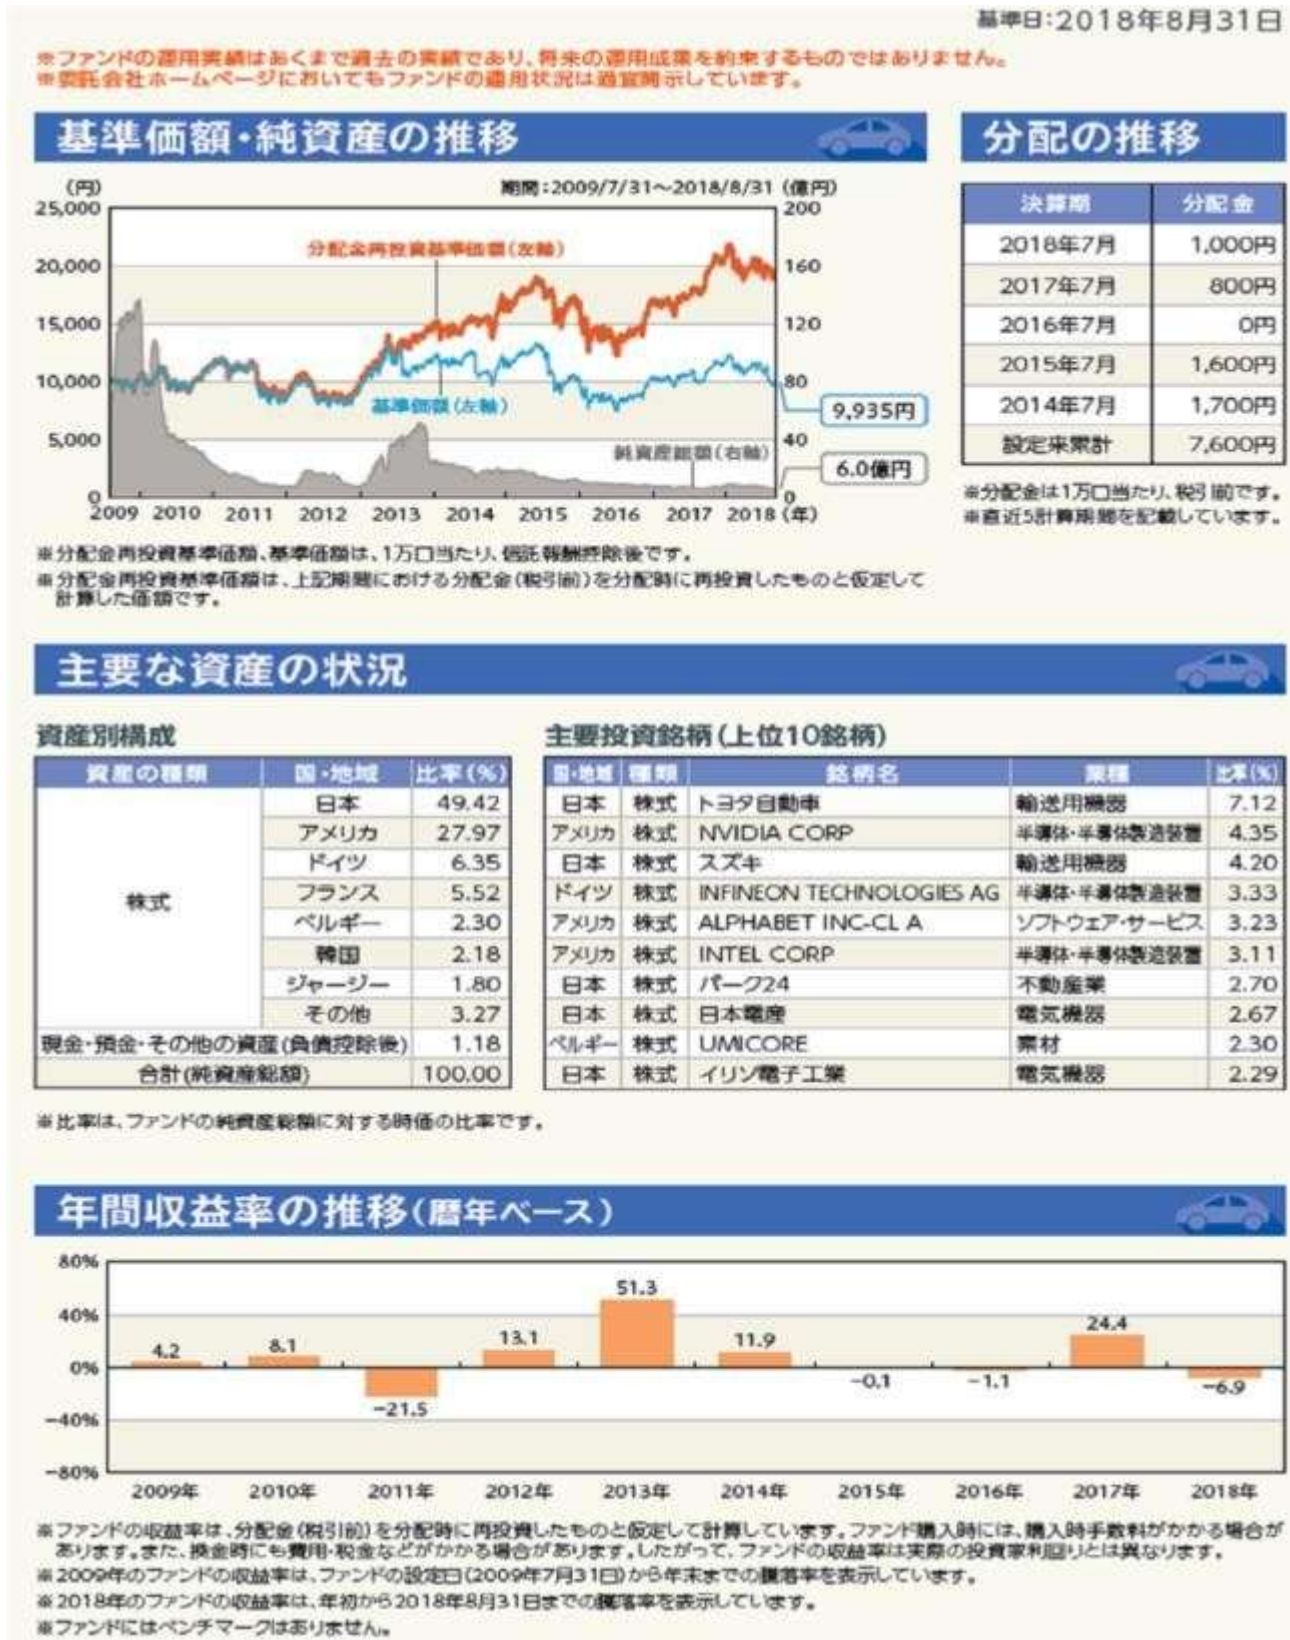 基準日:2018年8月31日
※ファンドの運用実績はあくまで過去の実績であり、将来の運用成果を約束するものではありません。
※委託会社ホームページにおいてもファンドの運用状況は適宜開示しています。
基準価額・純資産の推移
(円)
期間:2009/7/31〜2018/8/31
(億円)
25,000
20,000
15,000
10,000
5,000
0
200
160
120
80
40
0
分配金再投資基準価額(左軸)
基準価額(左軸)
純資産総額(右軸)
9,935円
6.0億円
2009 2010 2011 2012 2013 2014 2015 2016 2017 2018 (年)
※分配金再投資基準価額、基準価額は、1万口当たり、信託報酬控除後です。
※分配金再投資基準価額は、上記期間における分配金(税引前)を分配時に再投資したものと仮定して
計算した価額です。
分配の推移
決算期 分配金
2018年7月 1,000円
2017年7月 800円
2016年7月 0円
2015年7月 1,600円
2014年7月 1,700円
設定来累計 7,600円
※分配金は1万口当たり、税引前です。
※直近5計算期間を記載しています。
主要な資産の状況
資産別構成
資産の種類 国・地域 比率(%)
株式
日本 49.42
アメリカ 27.97
ドイツ 6.35
フランス 5.52
ベルギー 2.30
韓国 2.18
ジャージー 1.80
その他 3.27
現金・預金・その他の資産(負債控除後) 1.18
合計(純資産総額) 100.00
主要投資銘柄(上位10銘柄)
国・地域 種類 銘柄名 業種 比率(%)
日本 株式 トヨタ自動車 輸送用機器 7.12
アメリカ 株式 NVIDIA CORP 半導体・半導体製造装置 4.35
日本 株式 スズキ 輸送用機器 4.20
ドイツ 株式 INFINEON TECHNOLOGIES AG 半導体・半導体製造装置 3.33
アメリカ 株式 ALPHABET INC-CL A ソフトウェア・サービス 3.23
アメリカ 株式 INTEL CORP 半導体・半導体製造装置 3.11
日本 株式 パーク24 不動産業 2.70
日本 株式 日本電産 電気機器 2.67
ベルギー 株式 UMICORE 素材 2.30
日本 株式 イリソ電子工業 電気機器 2.29
※比率は、ファンドの純資産総額に対する時価の比率です。
年間収益率の推移(暦年ベース)
80%
40%
0%
−40%
−80%
4.2
8.1
−21.5
13.1
51.3
11.9
−0.1
−1.1
24.4
−6.9
2009年 2010年 2011年 2012年 2013年 2014年 2015年 2016年 2017年 2018年
※ファンドの収益率は、分配金(税引前)を分配時に再投資したものと仮定して計算しています。ファンド購入時には、購入時手数料がかかる場合が
あります。また、換金時にも費用・税金などがかかる場合があります。したがって、ファンドの収益率は実際の投資家利回りとは異なります。
※2009年のファンドの収益率は、ファンドの設定日(2009年7月31日)から年末までの騰落率を表示しています。
※2018年のファンドの収益率は、年初から2018年8月31日までの騰落率を表示しています。
※ファンドにはベンチマークはありません。